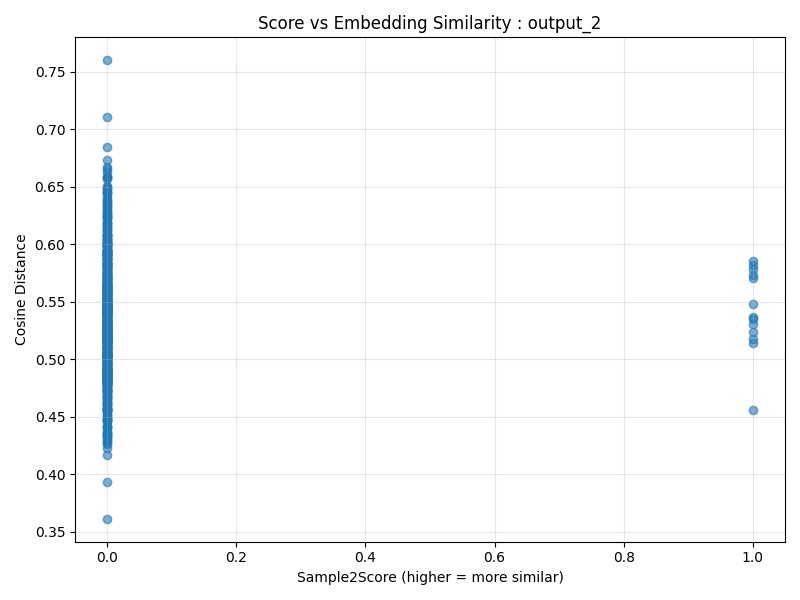 Score vs Embedding Similarity : output_2
Cosine Distance
0.75
0.70
0.65
0.60
0.55
0.50
0.45
0.40
0.35
0.0 0.2 0.4 0.6 0.8 1.0
Sample2Score (higher = more similar)